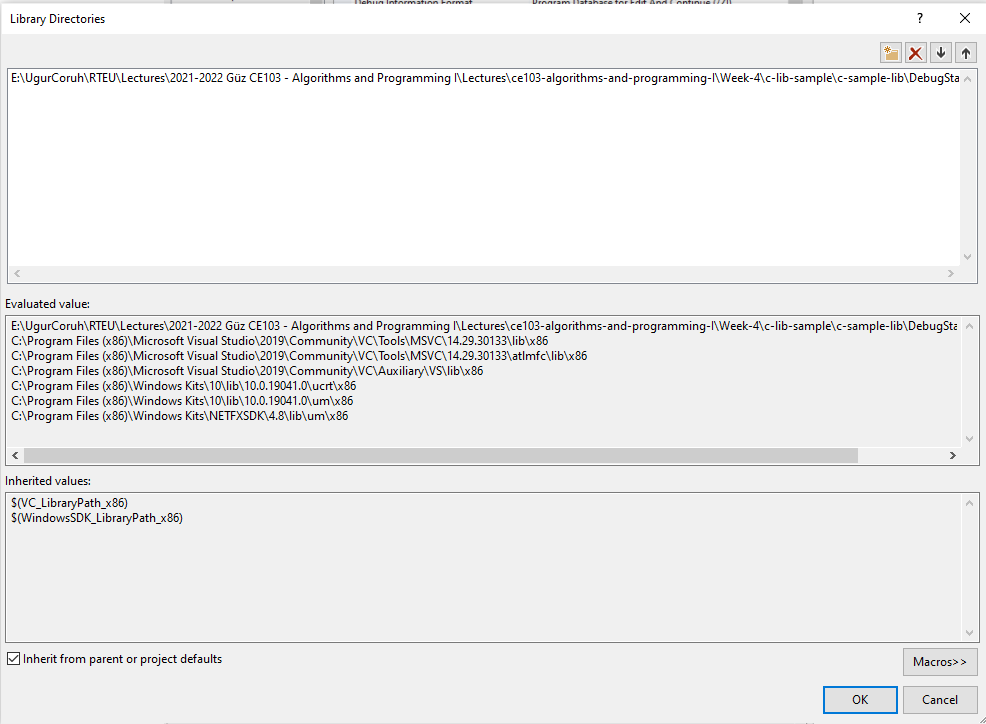 Debug Information Format
Program Database for Edit And Continue (/ZI)
Library Directories
?
E:\UgurCoruh\RTEU\Lectures\2021-2022 Güz CE103 - Algorithms and Programming I\Lectures\ce103-algorithms-and-programming-I\Week-4\c-lib-sample\c-sample-lib\DebugSta
Evaluated value:
E:\UgurCoruh\RTEU\Lectures\2021-2022 Güz CE103 - Algorithms and Programming I\Lectures\ce103-algorithms-and-programming-I\Week-4\c-lib-sample\c-sample-lib\DebugSta
C:\Program Files (x86)\Microsoft Visual Studio\2019\Community\VC\Tools\MSVC\14.29.30133\lib\x86
C:\Program Files (x86)\Microsoft Visual Studio\2019\Community\VC\Tools\MSVC\14.29.30133\atlmfc\lib\x86
C:\Program Files (x86)\Microsoft Visual Studio\2019\Community\VC\Auxiliary\VS\lib\x86
C:\Program Files (x86)\Windows Kits\10\lib\10.0.19041.0\ucrt\x86
C:\Program Files (x86)\Windows Kits\10\lib\10.0.19041.0\um\x86
C:\Program Files (x86)\Windows Kits\NETFXSDK\4.8\lib\um\x86
Inherited values:
$(VC_LibraryPath_x86)
$(WindowsSDK_LibraryPath_x86)
Inherit from parent or project defaults
Macros>>
OK
Cancel